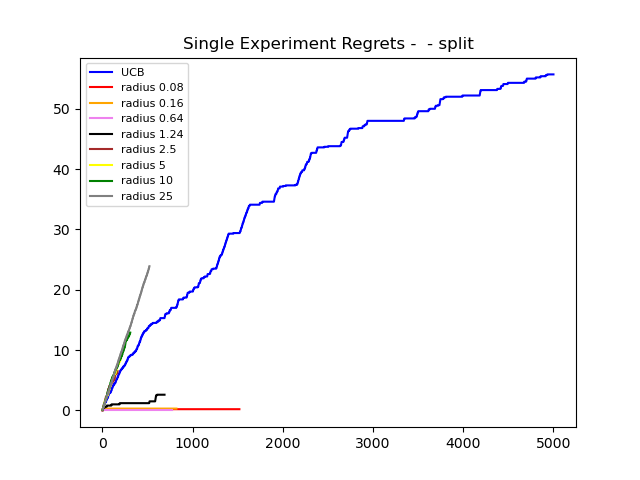 Single Experiment Regrets -  - split
UCB
radius 0.08
radius 0.16
radius 0.64
radius 1.24
radius 2.5
radius 5
radius 10
radius 25
50
40
30
20
10
0
0 1000 2000 3000 4000 5000